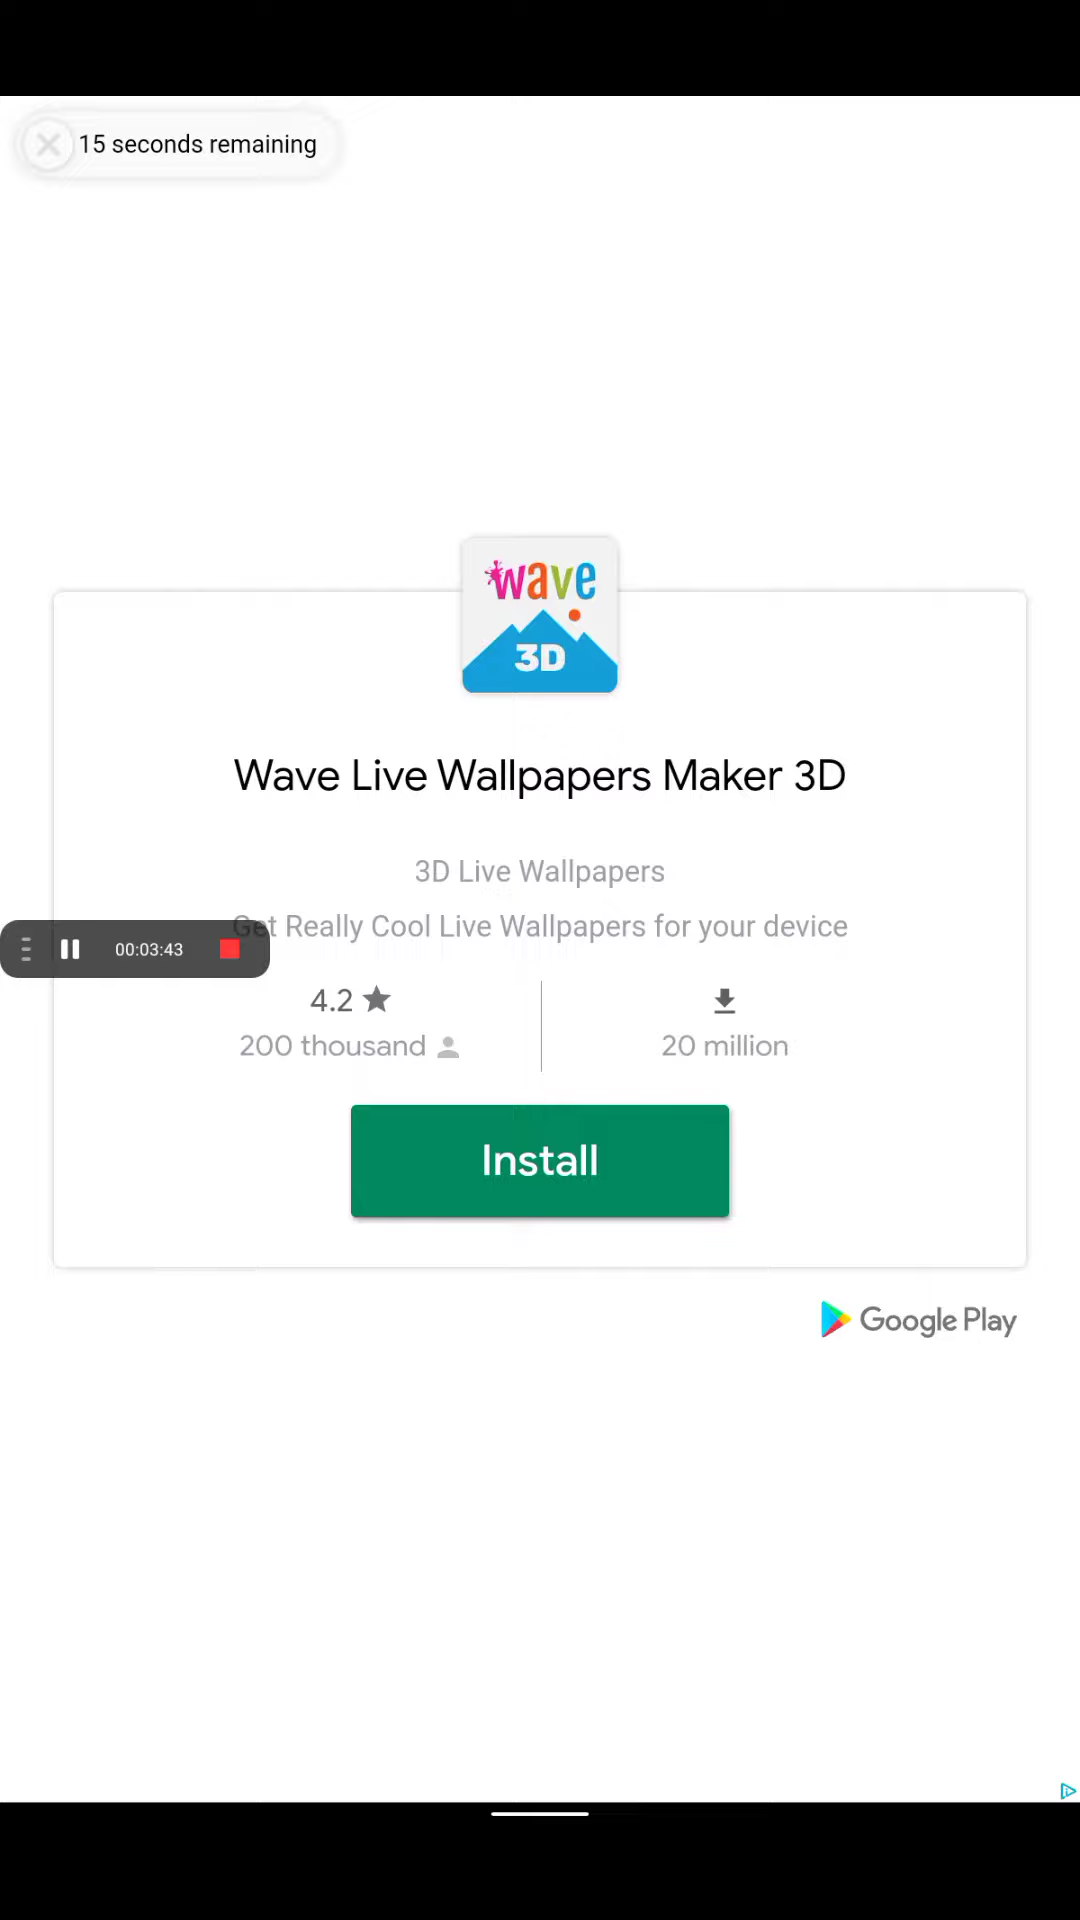 15 seconds remaining
wave
3D
Wave Live Wallpapers Maker 3D
3D Live Wallpapers
Get Really Cool Live Wallpapers for your device
00:03:43
4.2
200 thousand
20 million
Install
Google Play